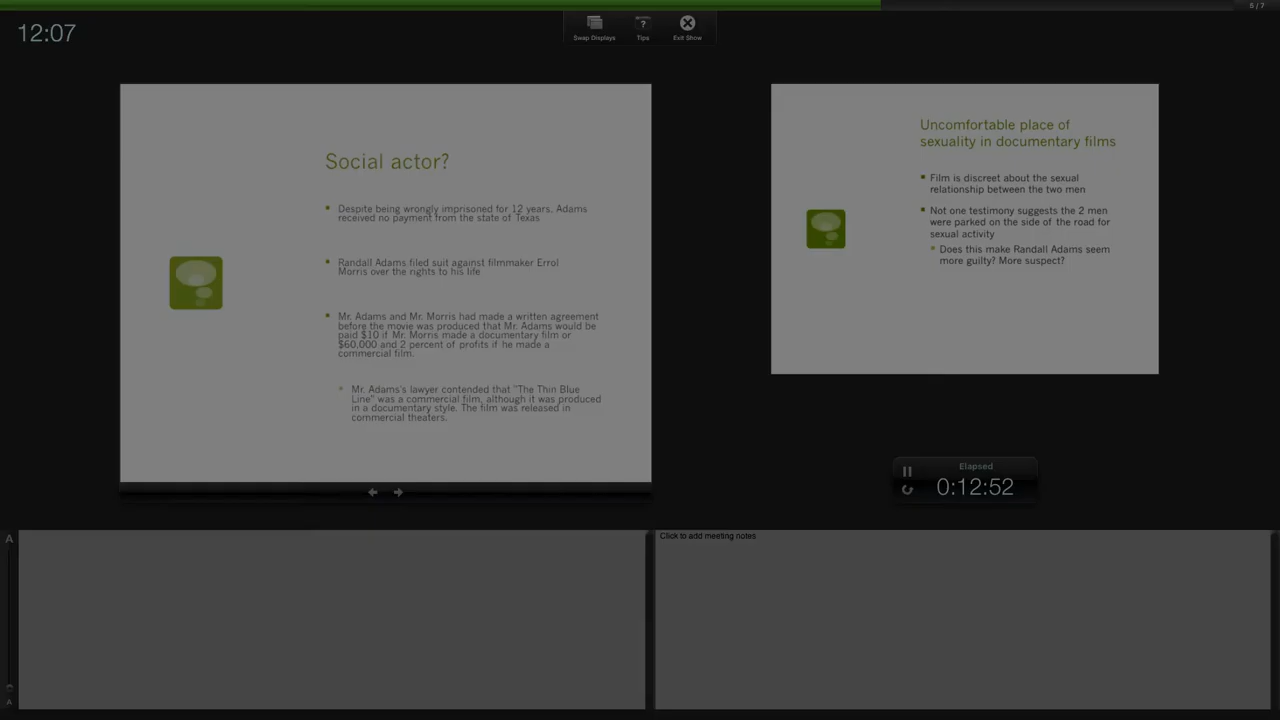 5 / 7
12:07
Swap Displays
Tips
Exit Show
Social actor?
Despite being wrongly imprisoned for 12 years, Adams
received no payment from the state of Texas
Randall Adams filed suit against filmmaker Errol
Morris over the rights to his life
Mr. Adams and Mr. Morris had made a written agreement
before the movie was produced that Mr. Adams would be
paid $10 if Mr. Morris made a documentary film or
$60,000 and 2 percent of profits if he made a
commercial film.
Mr. Adams's lawyer contended that "The Thin Blue
Line" was a commercial film, although it was produced
in a documentary style. The film was released in
commercial theaters.
Uncomfortable place of
sexuality in documentary films
Film is discreet about the sexual
relationship between the two men
Not one testimony suggests the 2 men
were parked on the side of the road for
sexual activity
Does this make Randall Adams seem
more guilty? More suspect?
Elapsed
0:12:52
A
A
Click to add meeting notes